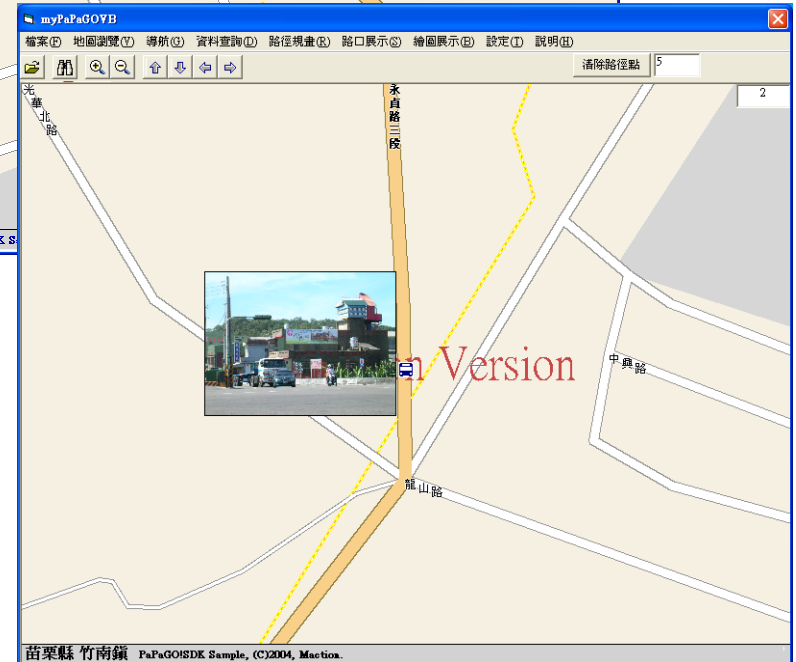 myPaPaGOVB
檔案(F) 地圖瀏覽(V) 導航(G) 資料查詢(D) 路徑規畫(R) 路口展示(S) 繪圖展示(B) 設定(I) 說明(H)
清除路徑點 5
2
光華北路
永貞路三段
n Version
中興路
龍山路
苗栗縣 竹南鎮 PaPaGO!SDK Sample, (C)2004, Maction.